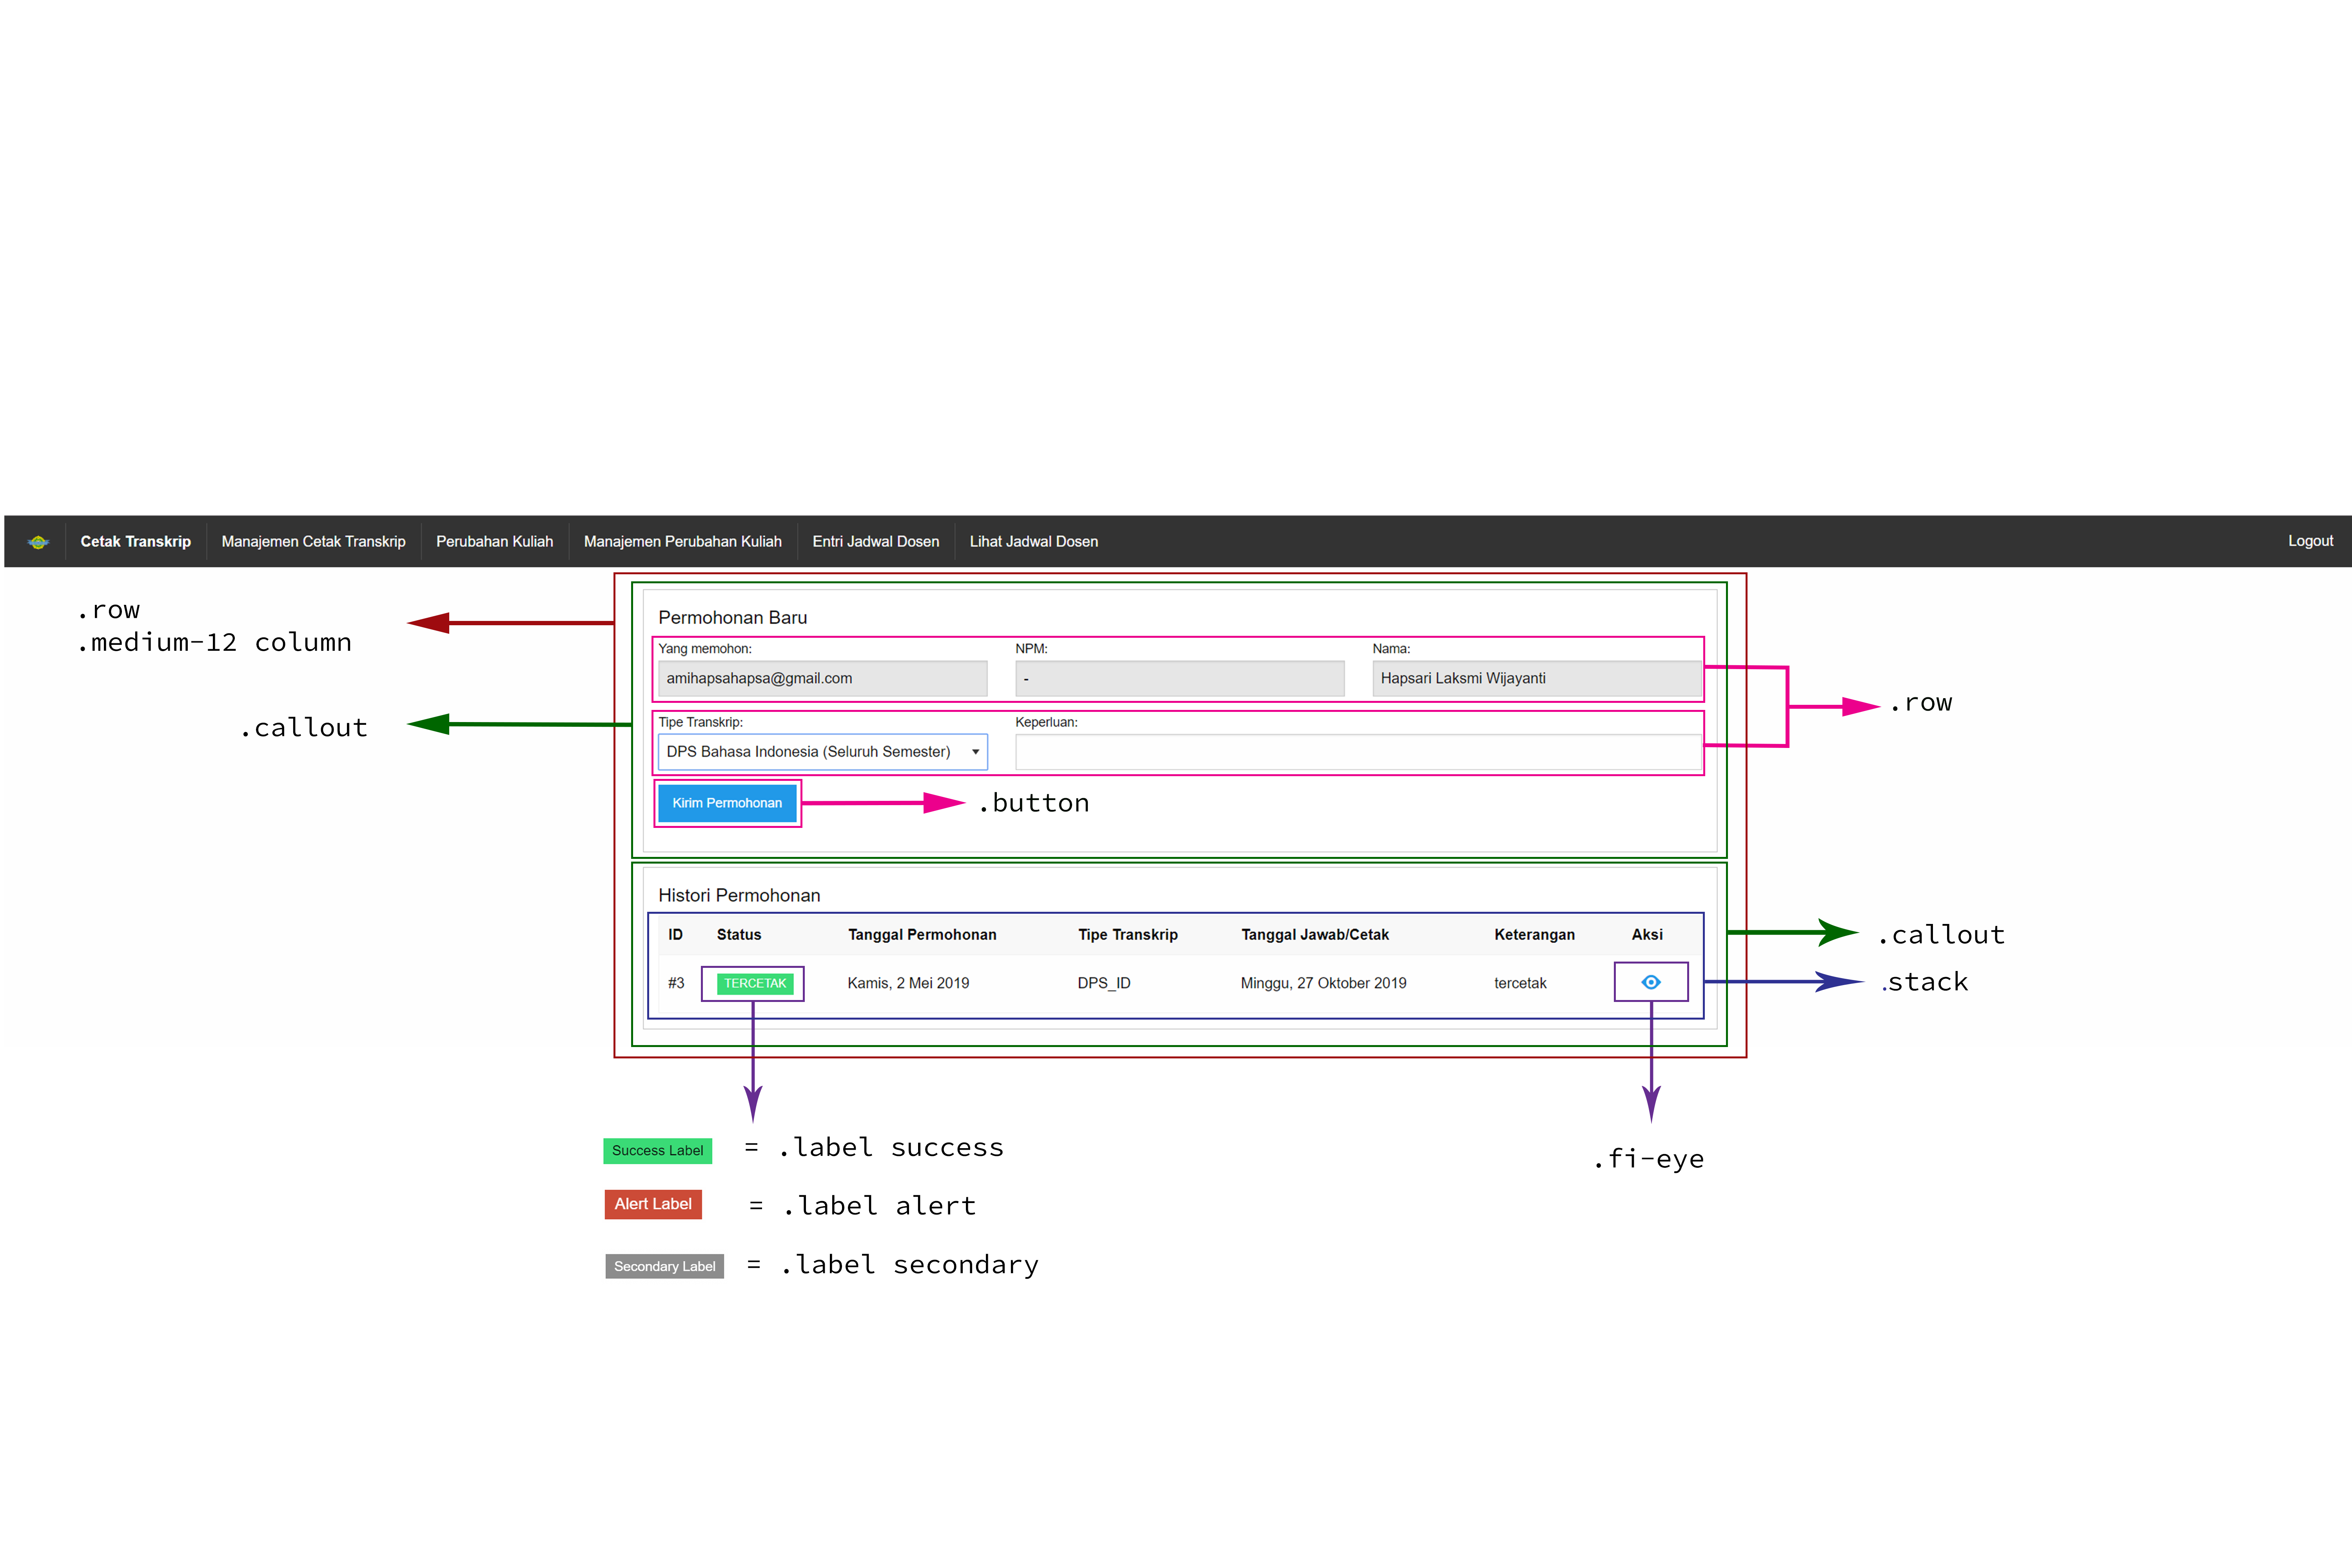 Cetak Transkrip Manajemen Cetak Transkrip Perubahan Kuliah Manajemen Perubahan Kuliah Entri Jadwal Dosen Lihat Jadwal Dosen Logout
.row
.medium-12 column
.callout
Permohonan Baru
Yang memohon: NPM: Nama:
amihapsahapsa@gmail.com - Hapsari Laksmi Wijayanti
.row
Tipe Transkrip: Keperluan:
DPS Bahasa Indonesia (Seluruh Semester)
Kirim Permohonan
.button
Histori Permohonan
ID Status Tanggal Permohonan Tipe Transkrip Tanggal Jawab/Cetak Keterangan Aksi
#3 TERCETAK Kamis, 2 Mei 2019 DPS_ID Minggu, 27 Oktober 2019 tercetak
.callout
.stack
Success Label = .label success
.fi-eye
Alert Label = .label alert
Secondary Label = .label secondary